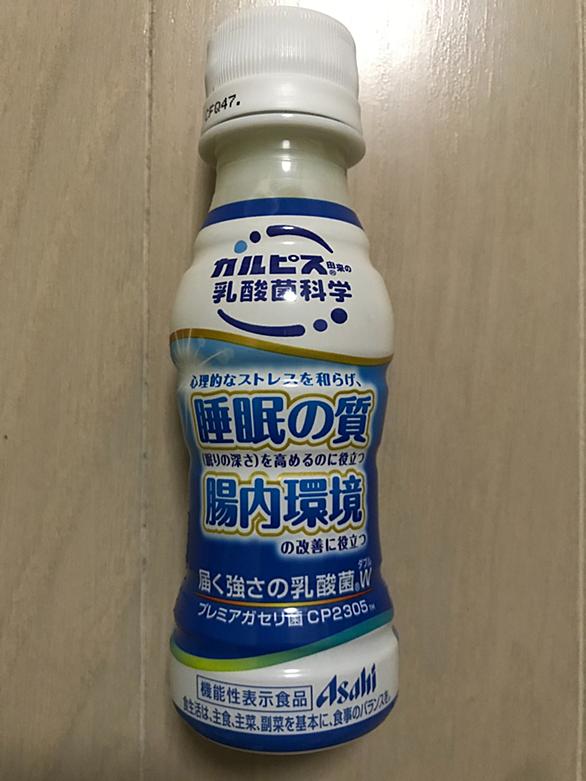 CFQ47.
カルピス®由来の
乳酸菌科学
心理的なストレスを和らげ、
睡眠の質
(眠りの深さ)を高めるのに役立つ
腸内環境
の改善に役立つ
ダブル
届く強さの乳酸菌®W
プレミアガセリ菌 CP2305™
機能性表示食品 Asahi
食生活は、主食、主菜、副菜を基本に、食事のバランスを。